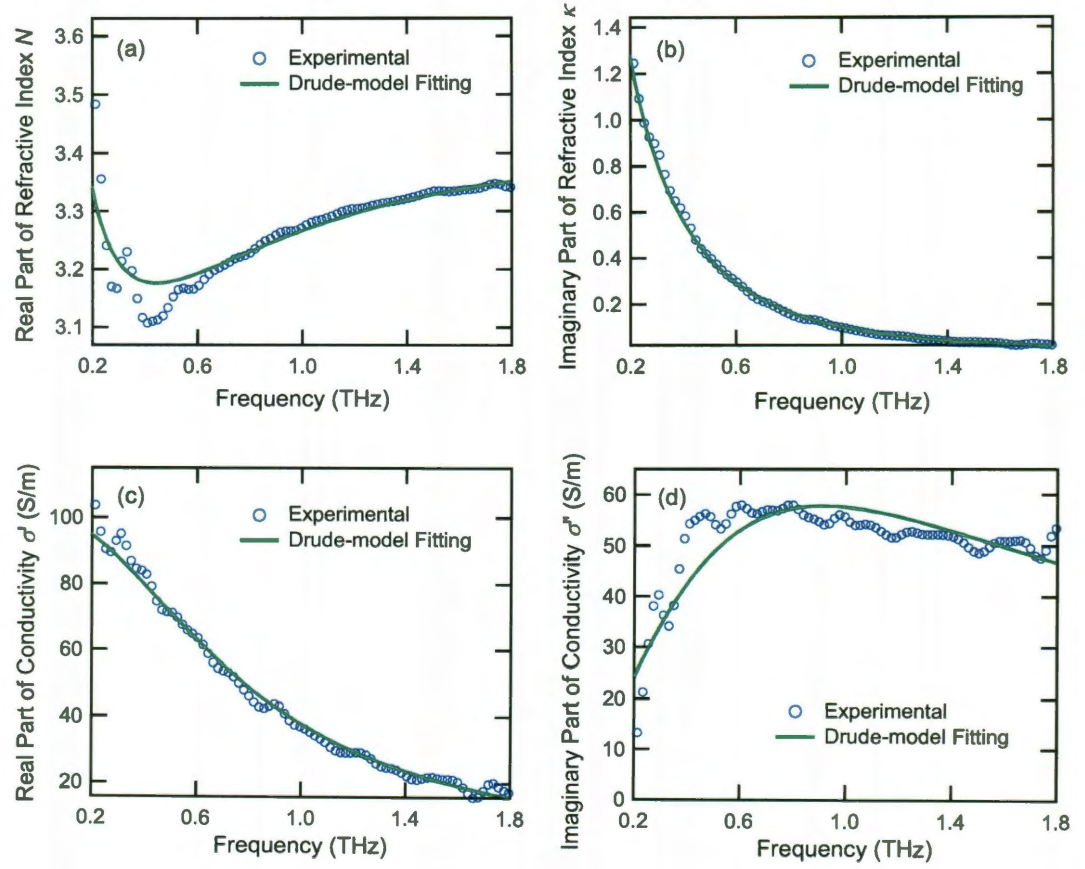 (a)
Experimental
Drude-model Fitting
Real Part of Refractive Index N
3.6
3.5
3.4
3.3
3.2
3.1
0.2 0.6 1.0 1.4 1.8
Frequency (THz)
(b)
Experimental
Drude-model Fitting
Imaginary Part of Refractive Index κ
1.4
1.2
1.0
0.8
0.6
0.4
0.2
0.2 0.6 1.0 1.4 1.8
Frequency (THz)
(c)
Experimental
Drude-model Fitting
Real Part of Conductivity σ' (S/m)
100
80
60
40
20
0.2 0.6 1.0 1.4 1.8
Frequency (THz)
(d)
Experimental
Drude-model Fitting
Imaginary Part of Conductivity σ" (S/m)
60
50
40
30
20
10
0
0.2 0.6 1.0 1.4 1.8
Frequency (THz)